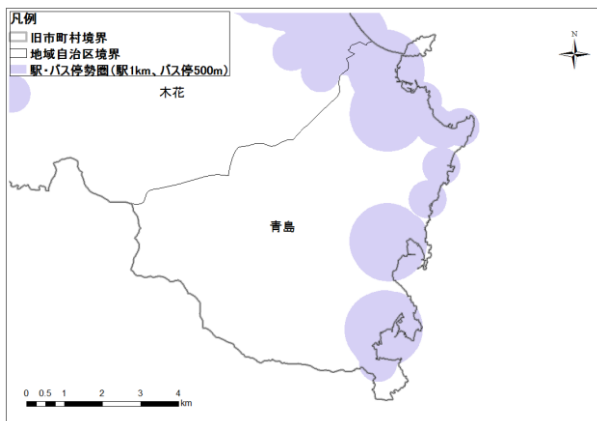 凡例
旧市町村境界
地域自治区境界
駅・バス停勢圏(駅1km、バス停500m)
N
木花
青島
0 0.5 1 2 3 4
km